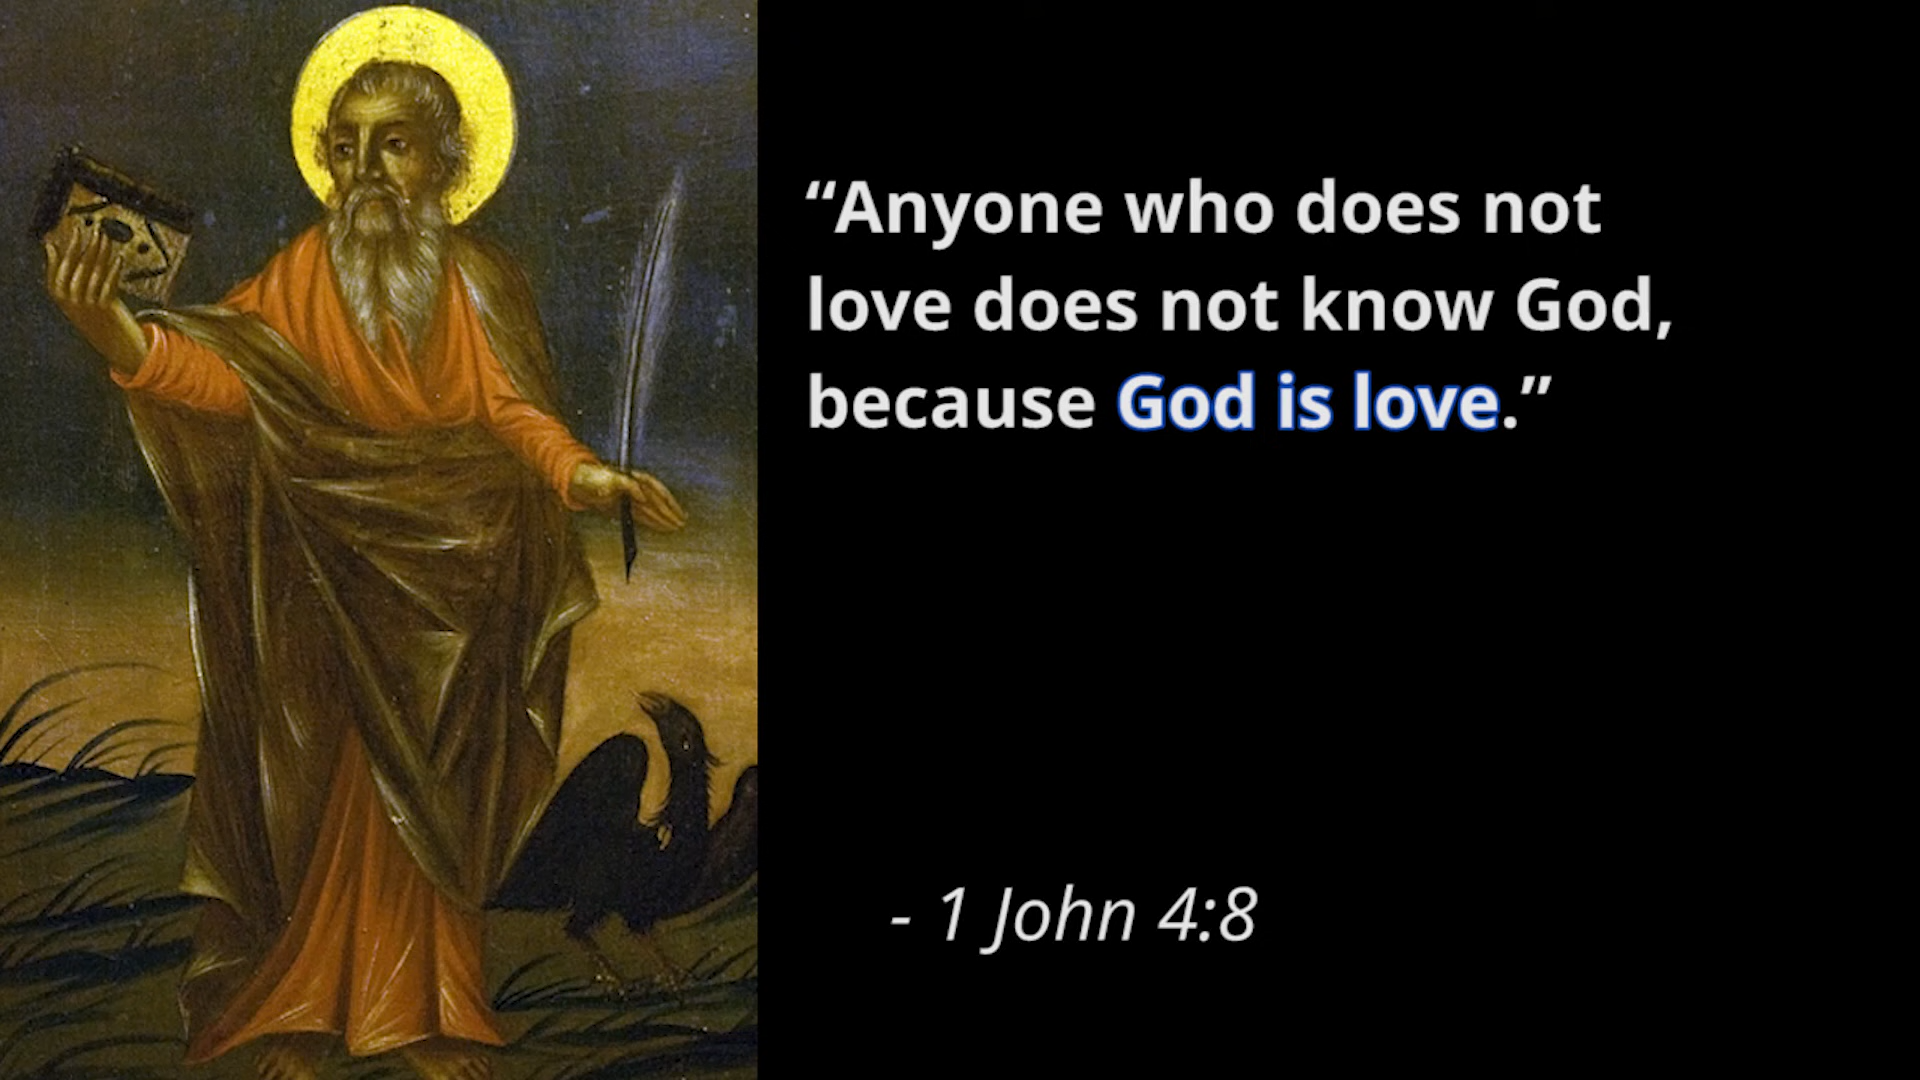 “Anyone who does not
love does not know God,
because God is love.”
- 1 John 4:8